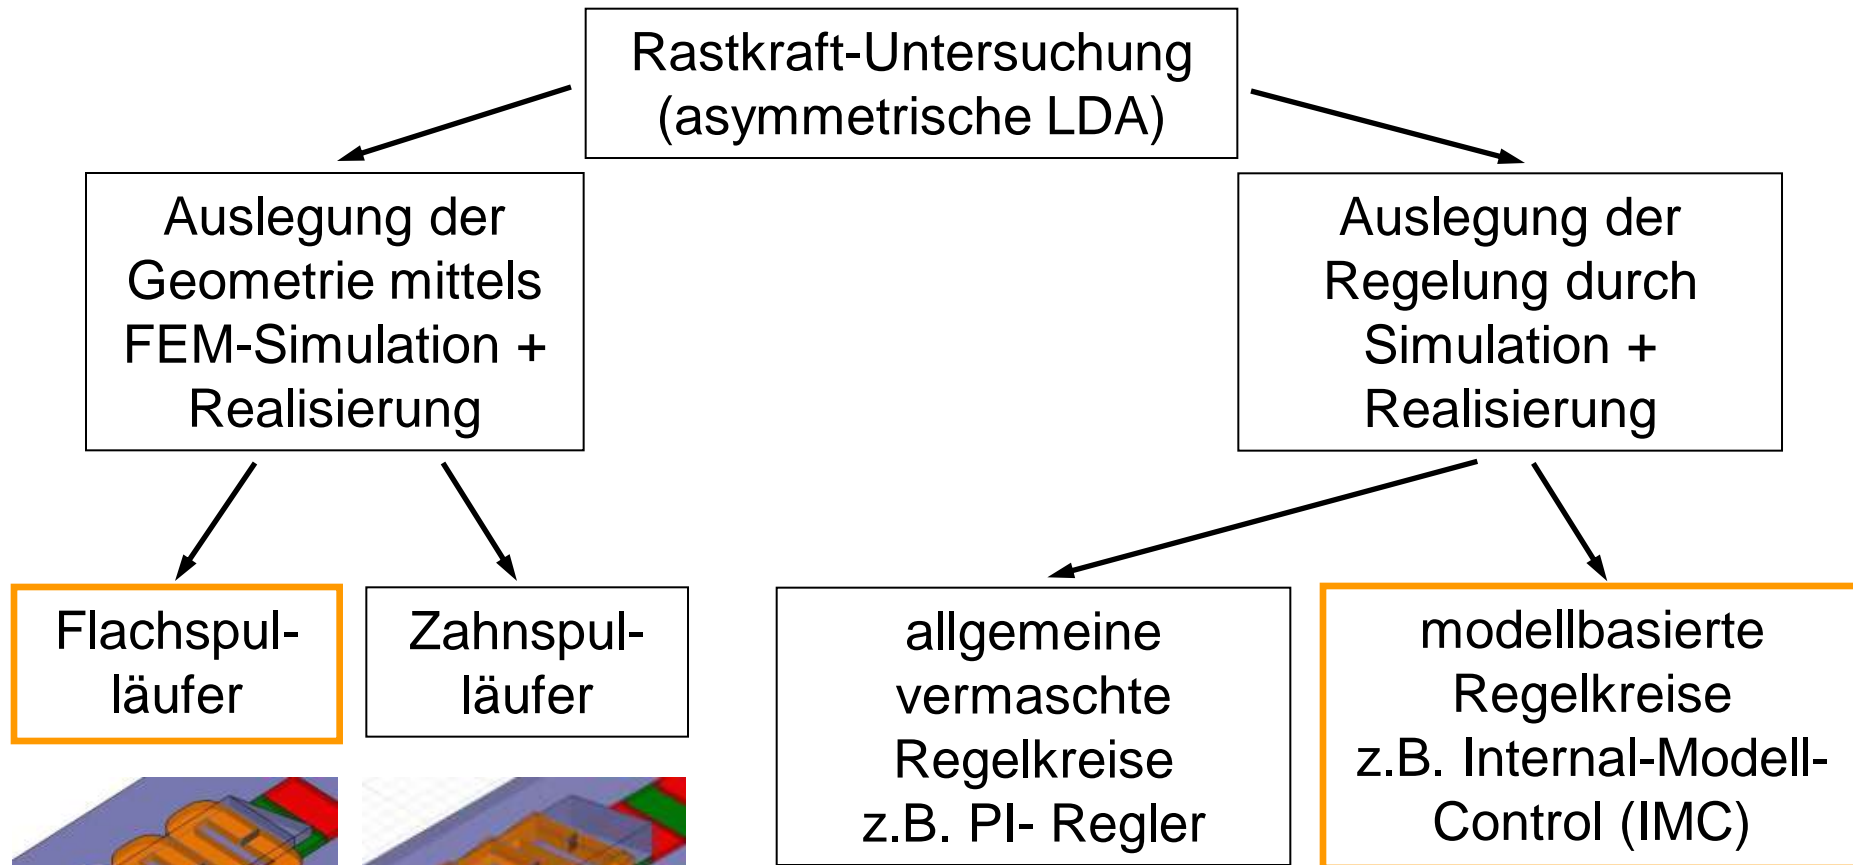 Rastkraft-Untersuchung
(asymmetrische LDA)
Auslegung der
Geometrie mittels
FEM-Simulation +
Realisierung
Auslegung der
Regelung durch
Simulation +
Realisierung
Flachspul-
läufer
Zahnspul-
läufer
allgemeine
vermaschte
Regelkreise
z.B. PI- Regler
modellbasierte
Regelkreise
z.B. Internal-Modell-
Control (IMC)